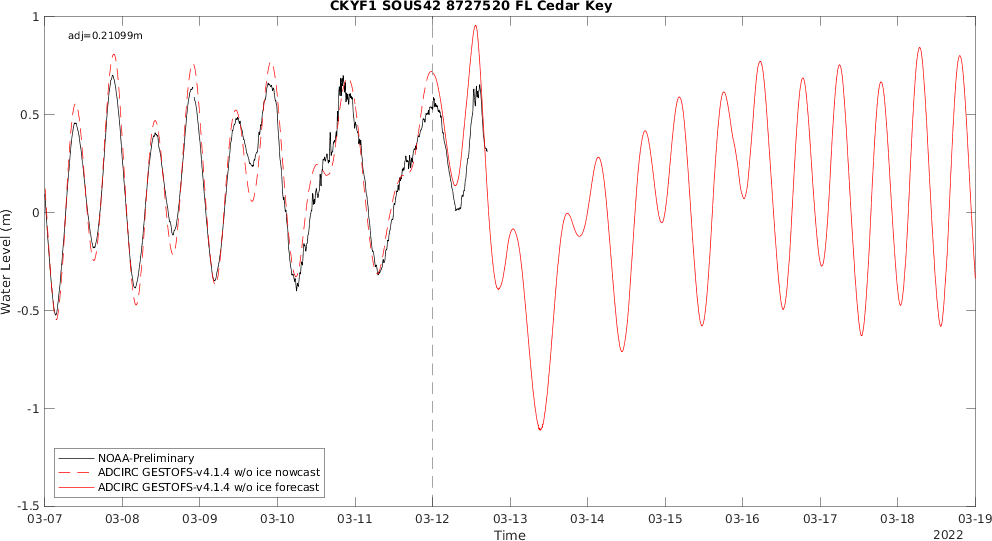 CKYF1 SOUS42 8727520 FL Cedar Key
adj=0.21099m
1
0.5
0
-0.5
-1
-1.5
Water Level (m)
NOAA-Preliminary
ADCIRC GESTOFS-v4.1.4 w/o ice nowcast
ADCIRC GESTOFS-v4.1.4 w/o ice forecast
03-07 03-08 03-09 03-10 03-11 03-12 03-13 03-14 03-15 03-16 03-17 03-18 03-19
Time
2022